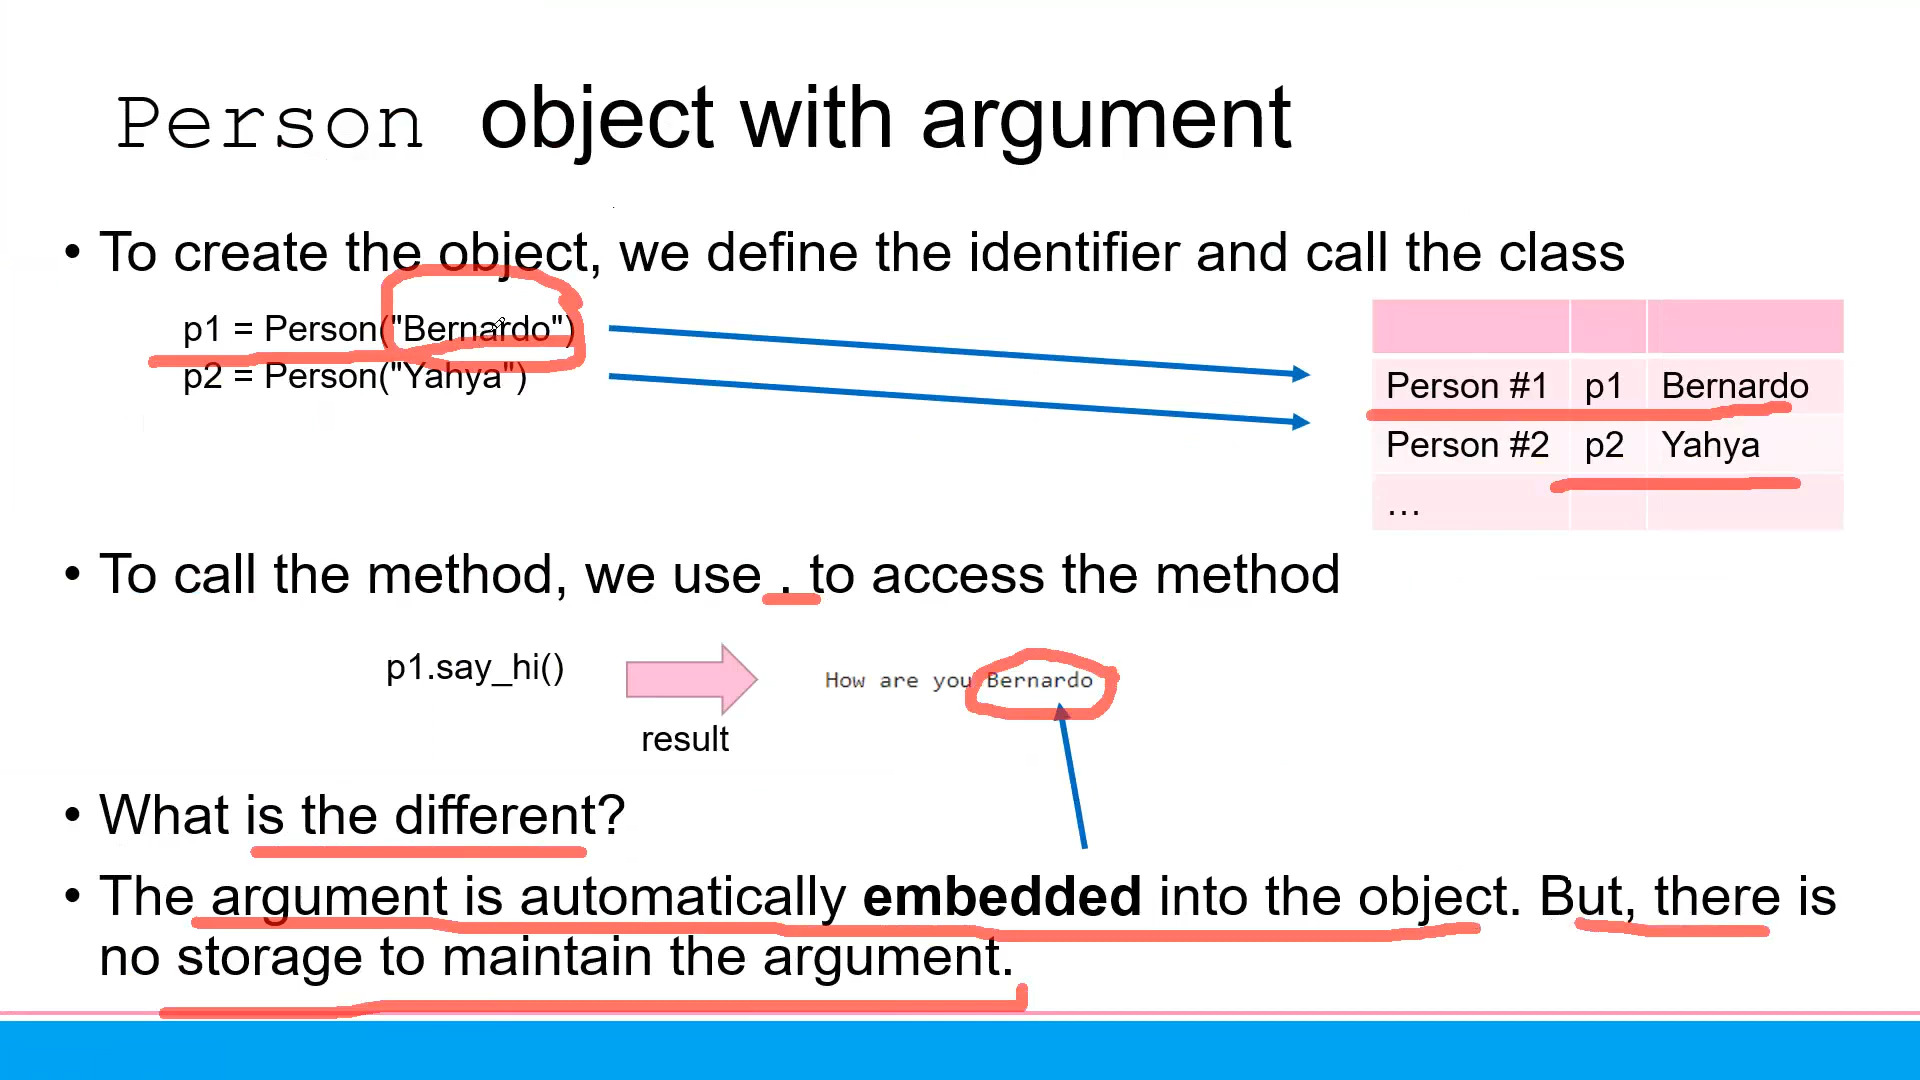 Person object with argument
• To create the object, we define the identifier and call the class
p1 = Person("Bernardo")
p2 = Person("Yahya")
Person #1 p1 Bernardo
Person #2 p2 Yahya
…
• To call the method, we use . to access the method
p1.say_hi()
How are you Bernardo
result
• What is the different?
• The argument is automatically embedded into the object. But, there is
no storage to maintain the argument.